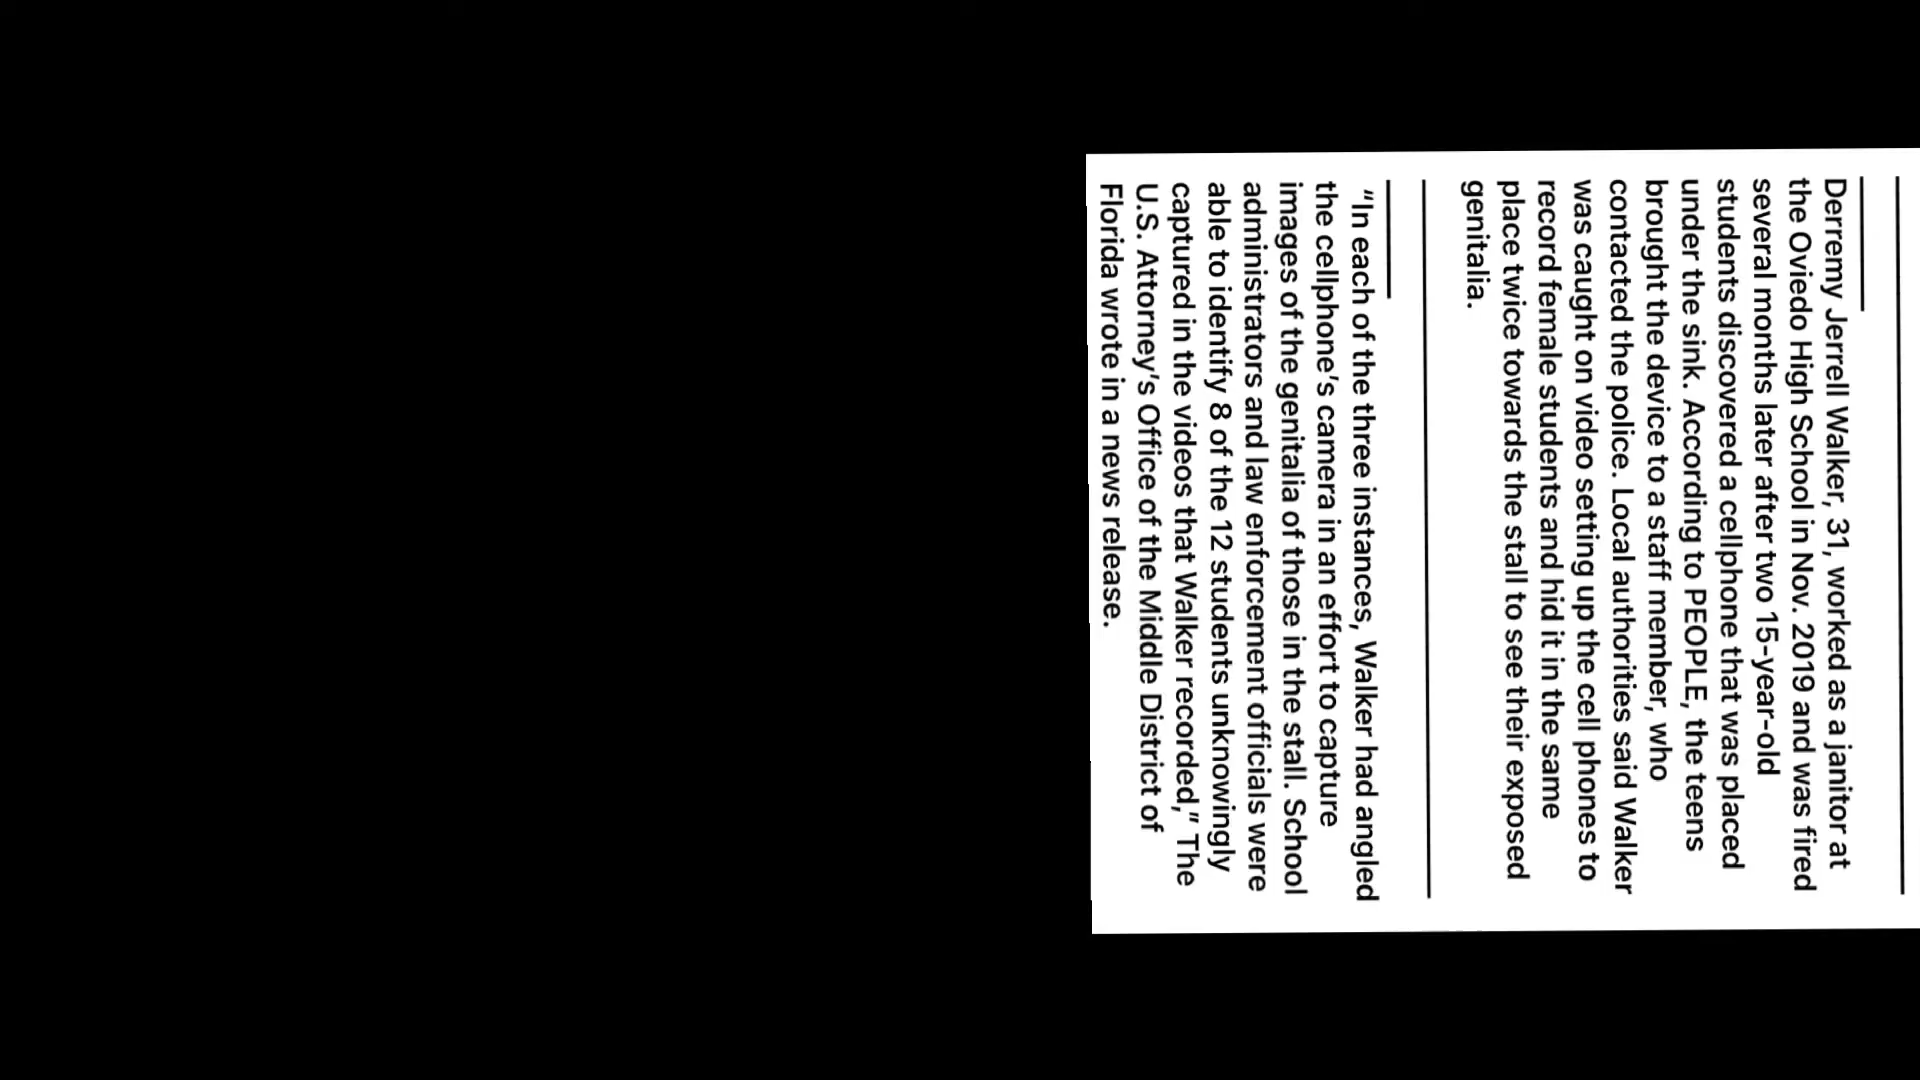 Derremy Jerrell Walker, 31, worked as a janitor at
the Oviedo High School in Nov. 2019 and was fired
several months later after two 15-year-old
students discovered a cellphone that was placed
under the sink. According to PEOPLE, the teens
brought the device to a staff member, who
contacted the police. Local authorities said Walker
was caught on video setting up the cell phones to
record female students and hid it in the same
place twice towards the stall to see their exposed
genitalia.
“In each of the three instances, Walker had angled
the cellphone’s camera in an effort to capture
images of the genitalia of those in the stall. School
administrators and law enforcement officials were
able to identify 8 of the 12 students unknowingly
captured in the videos that Walker recorded,” The
U.S. Attorney’s Office of the Middle District of
Florida wrote in a news release.